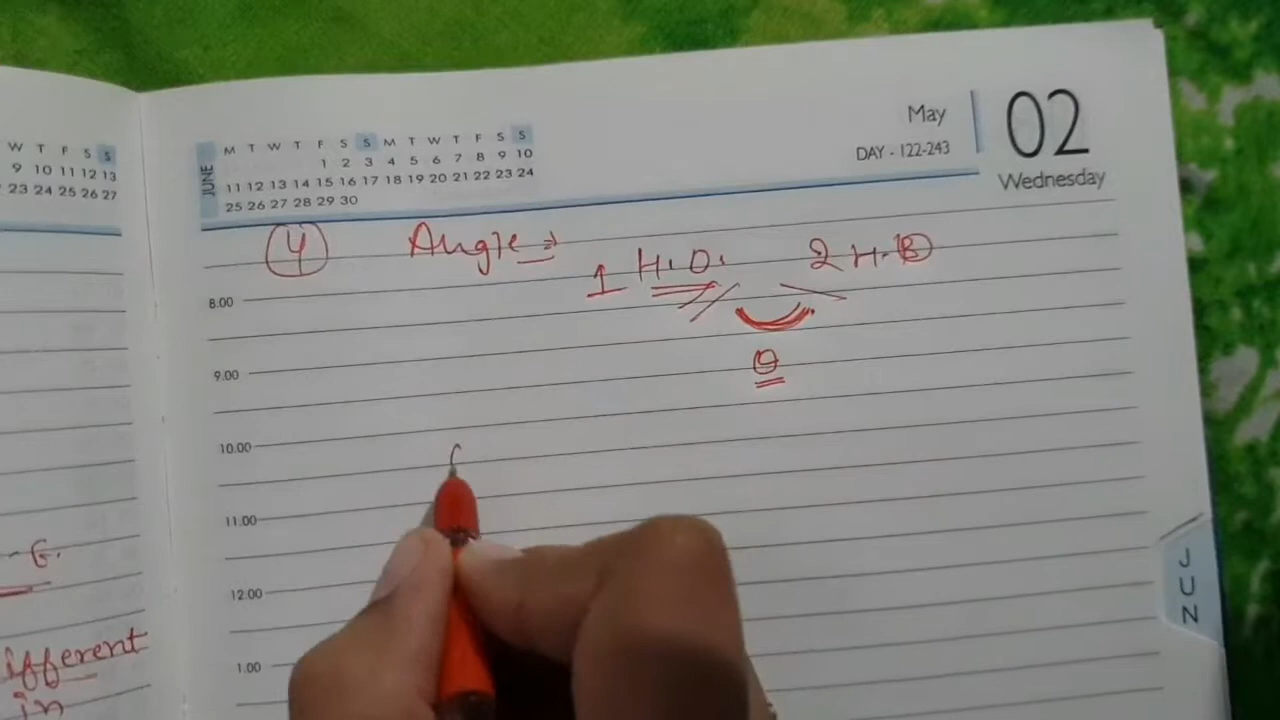 W T F S S
9 10 11 12 13
23 24 25 26 27
JUNE
M T W T F S S M T W T F S S
1 2 3 4 5 6 7 8 9 10
11 12 13 14 15 16 17 18 19 20 21 22 23 24
25 26 27 28 29 30
May
DAY - 122-243
02
Wednesday
4 Angle ⇒
1 H.O. 2 H.B
θ
8.00
9.00
10.00
11.00
12.00
1.00
G.
ifferent
in
JUN